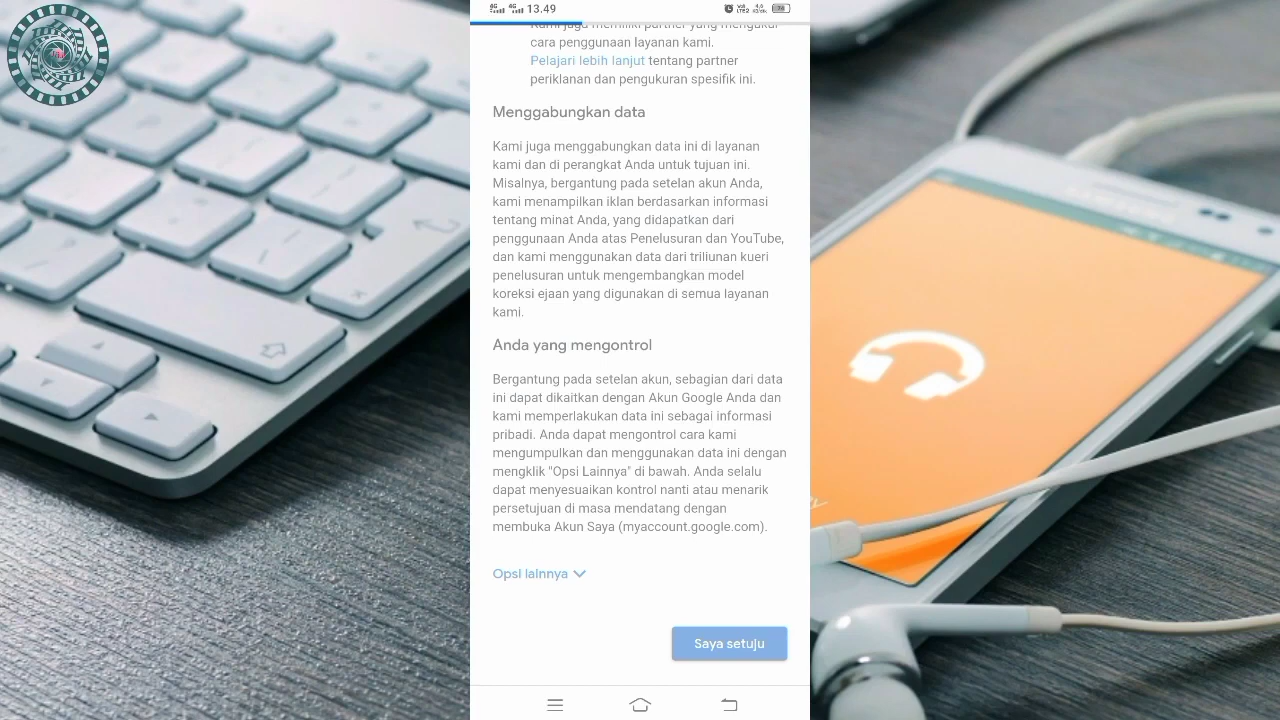 13.49
Kami juga memiliki partner yang mengukur
cara penggunaan layanan kami.
Pelajari lebih lanjut tentang partner
periklanan dan pengukuran spesifik ini.
Menggabungkan data
Kami juga menggabungkan data ini di layanan
kami dan di perangkat Anda untuk tujuan ini.
Misalnya, bergantung pada setelan akun Anda,
kami menampilkan iklan berdasarkan informasi
tentang minat Anda, yang didapatkan dari
penggunaan Anda atas Penelusuran dan YouTube,
dan kami menggunakan data dari triliunan kueri
penelusuran untuk mengembangkan model
koreksi ejaan yang digunakan di semua layanan
kami.
Anda yang mengontrol
Bergantung pada setelan akun, sebagian dari data
ini dapat dikaitkan dengan Akun Google Anda dan
kami memperlakukan data ini sebagai informasi
pribadi. Anda dapat mengontrol cara kami
mengumpulkan dan menggunakan data ini dengan
mengklik "Opsi Lainnya" di bawah. Anda selalu
dapat menyesuaikan kontrol nanti atau menarik
persetujuan di masa mendatang dengan
membuka Akun Saya (myaccount.google.com).
Opsi lainnya
Saya setuju